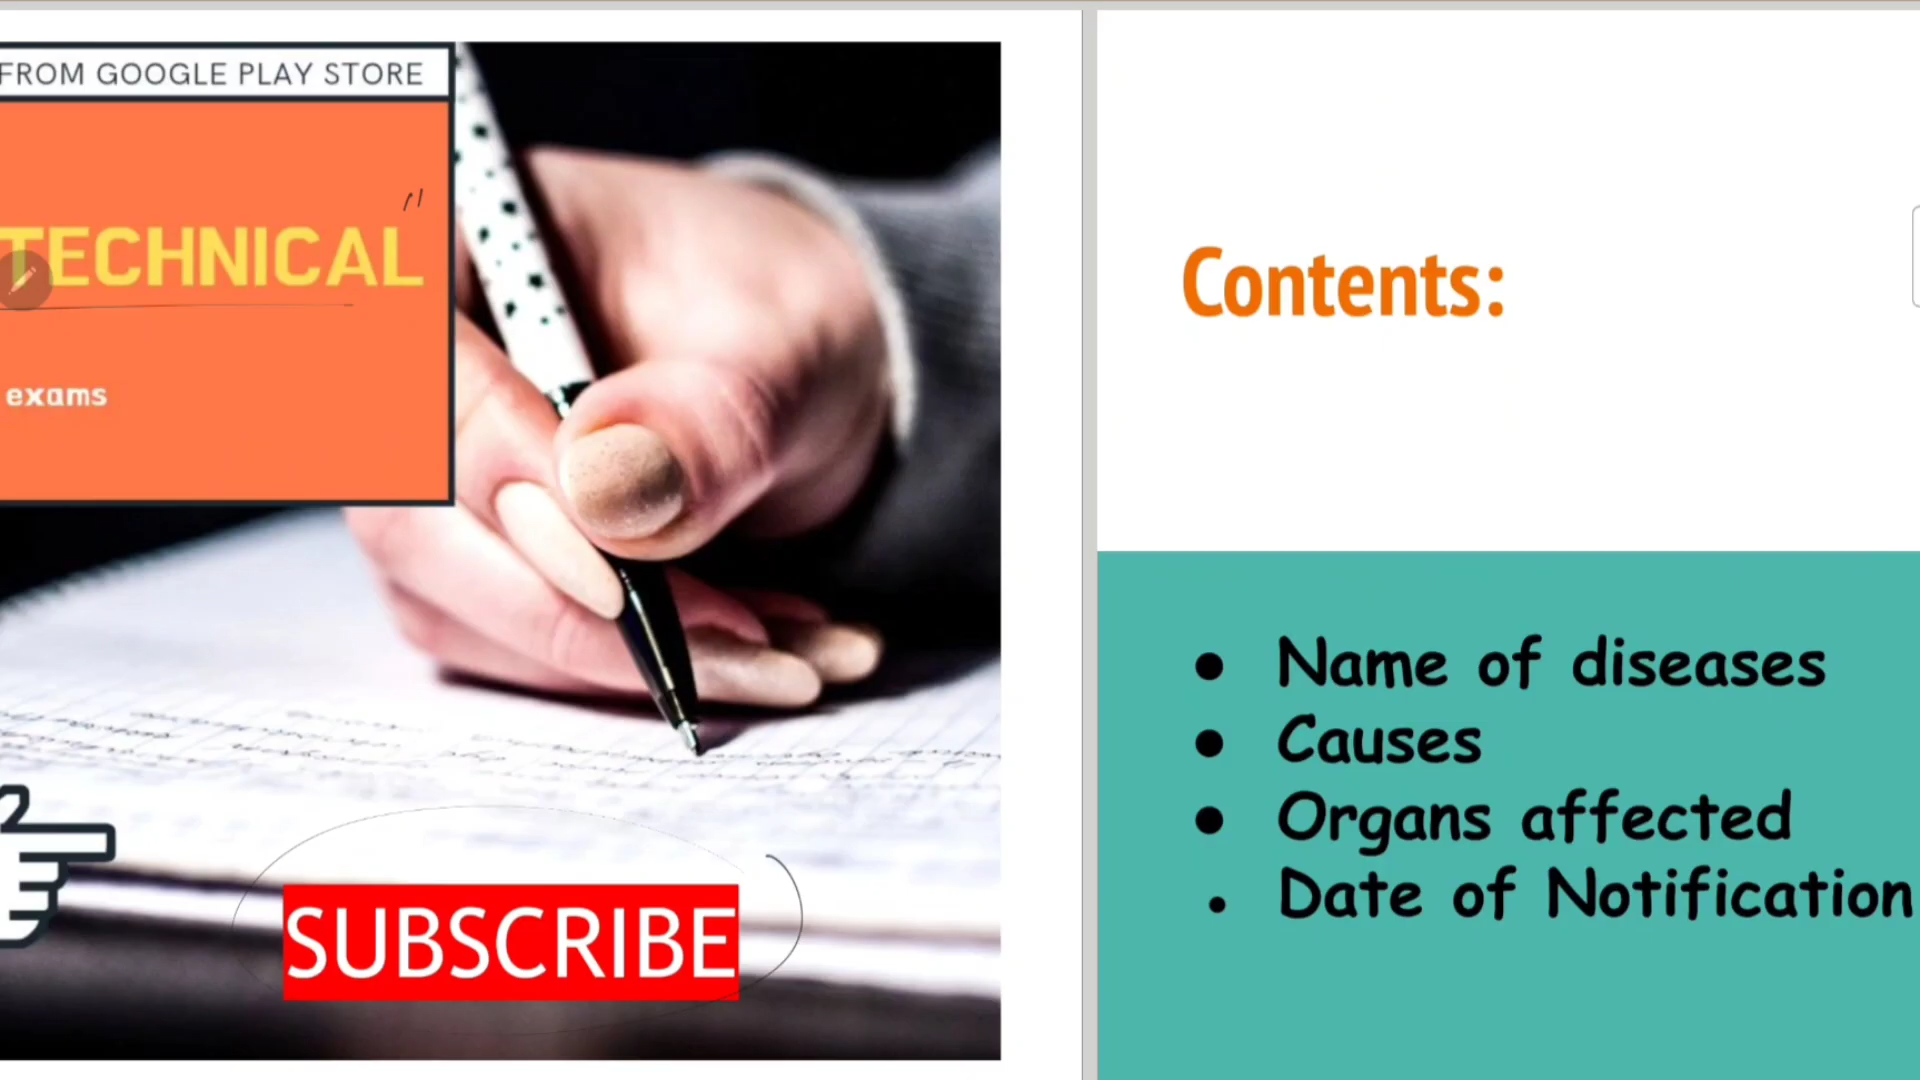 FROM GOOGLE PLAY STORE
TECHNICAL
exams
SUBSCRIBE
Contents:
● Name of diseases
● Causes
● Organs affected
● Date of Notification